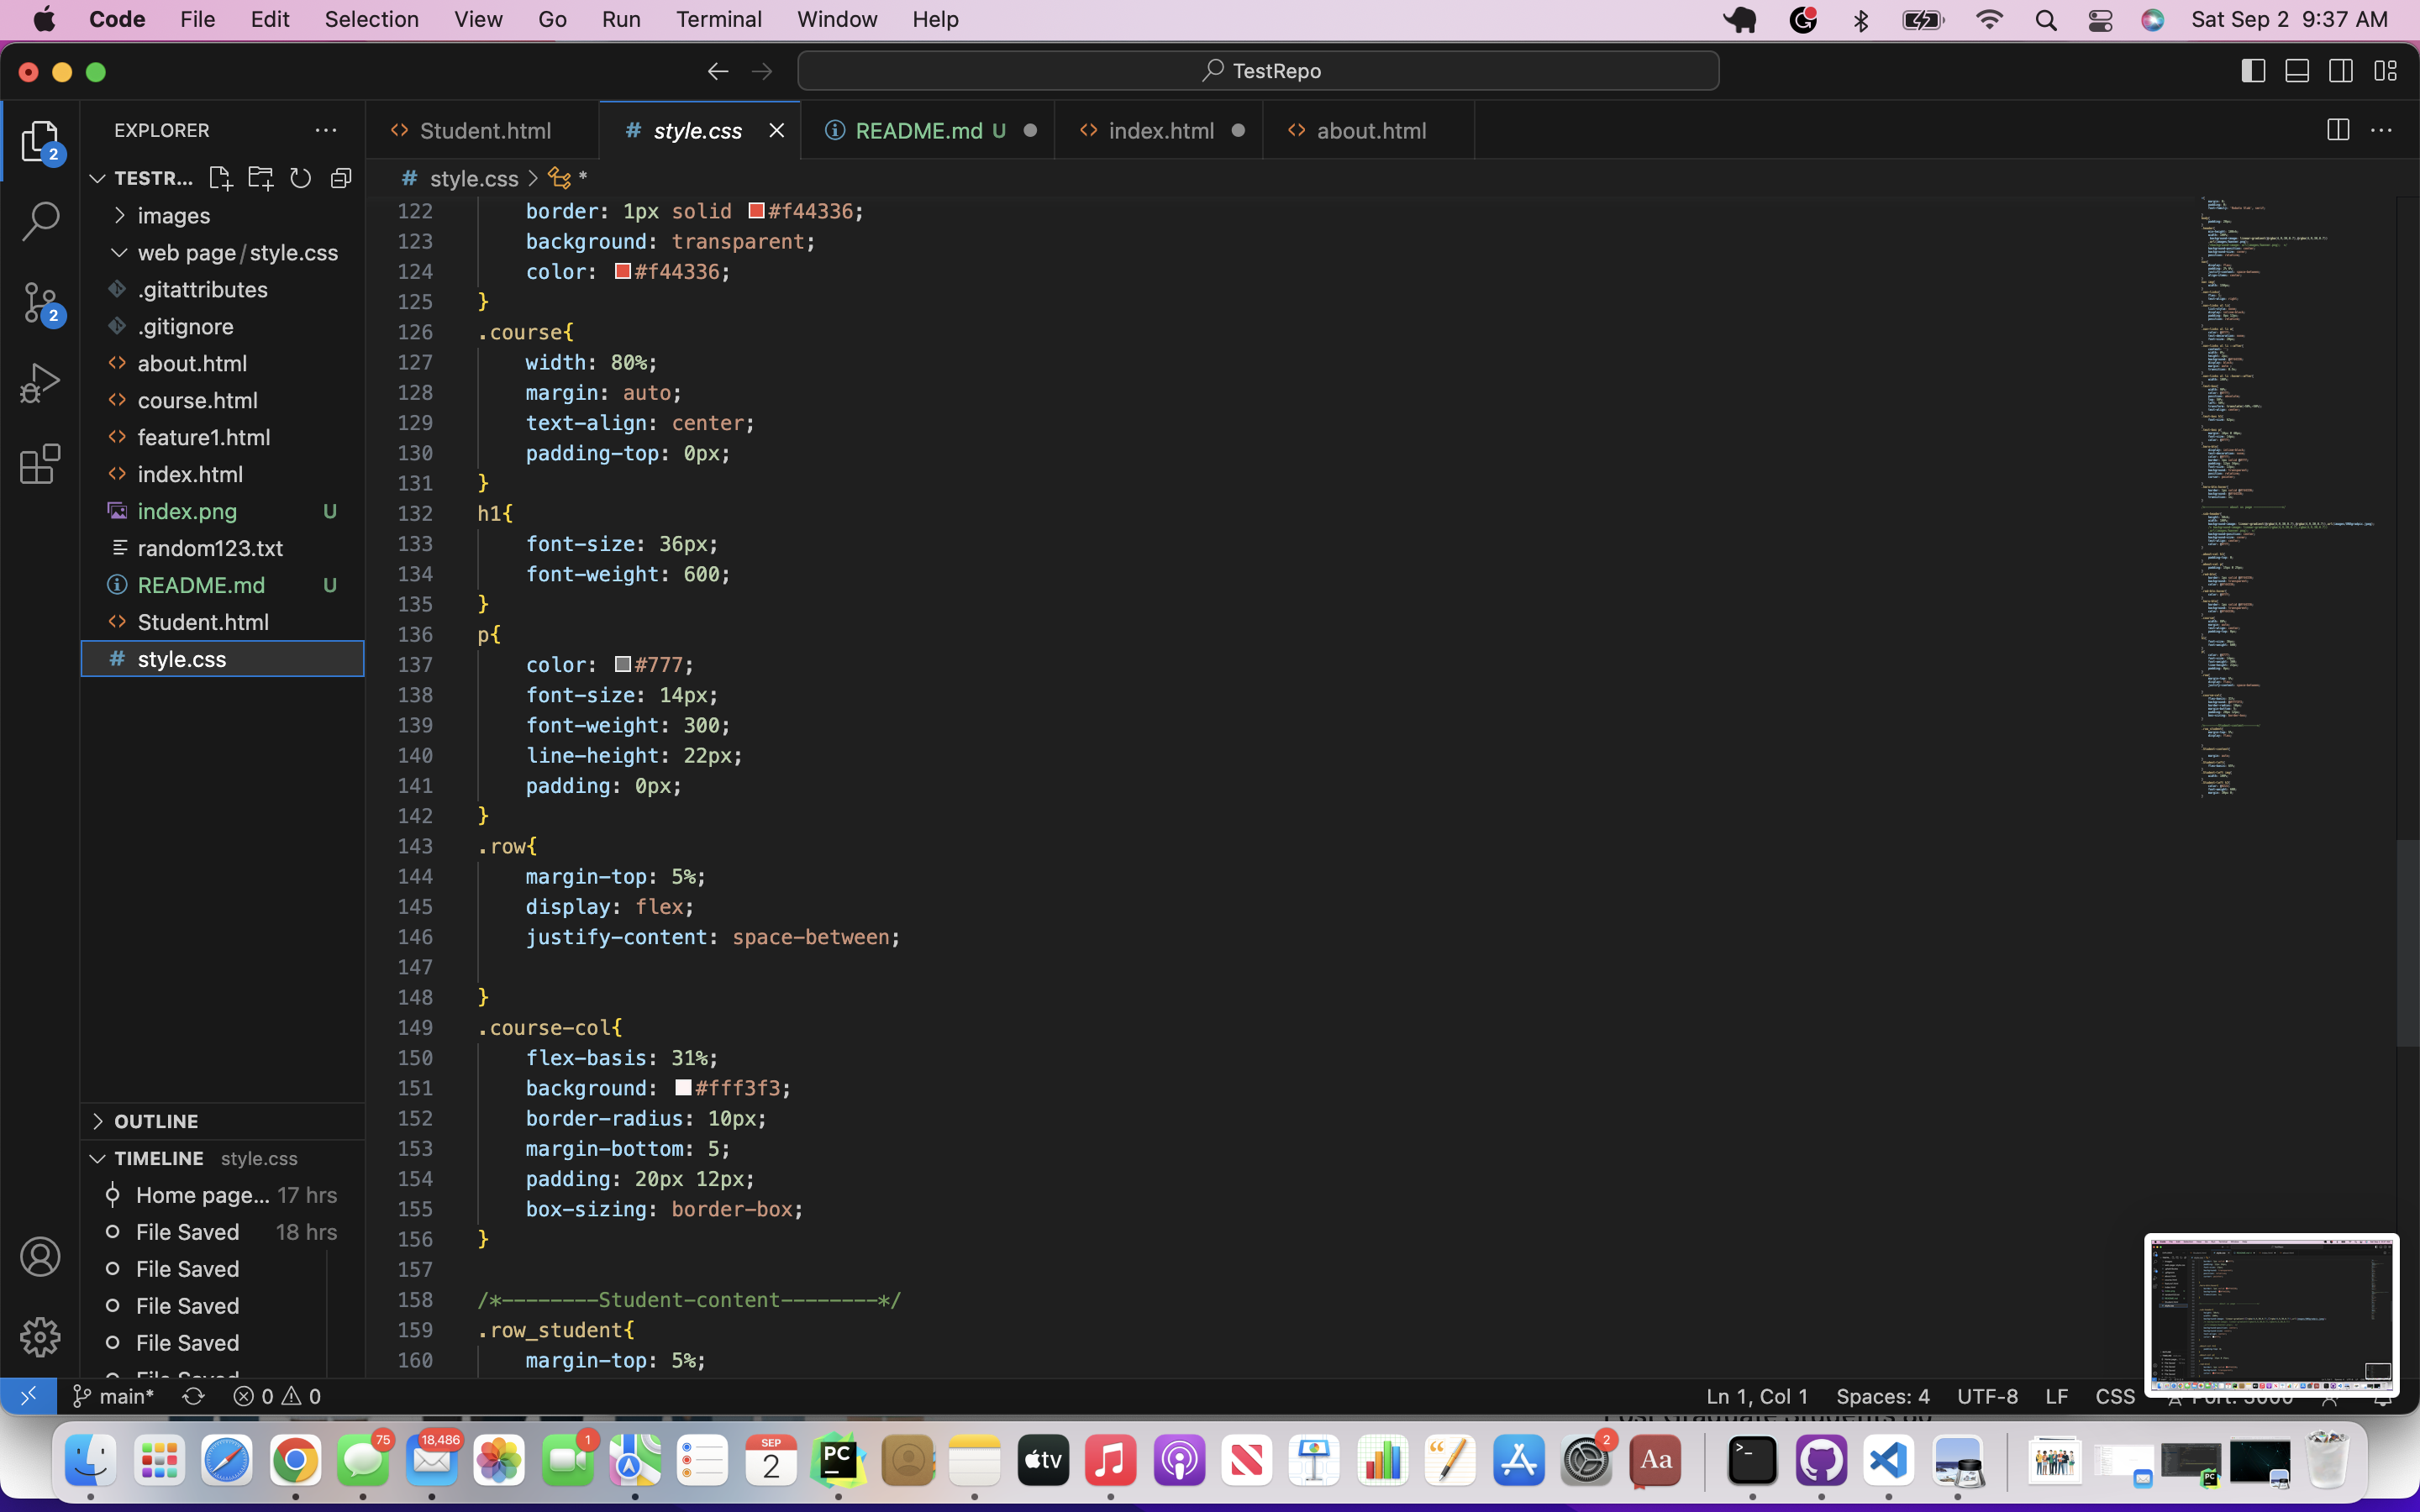 Code File Edit Selection View Go Run Terminal Window Help Sat Sep 2 9:37 AM
TestRepo
EXPLORER
TESTR...
images
web page/style.css
.gitattributes
.gitignore
about.html
course.html
feature1.html
index.html
index.png U
random123.txt
README.md U
Student.html
style.css
OUTLINE
TIMELINE style.css
Home page... 17 hrs
File Saved 18 hrs
File Saved
File Saved
File Saved
2
2
Student.html style.css README.md U index.html about.html
style.css > *
122 border: 1px solid #f44336;
123 background: transparent;
124 color: #f44336;
125 }
126 .course{
127 width: 80%;
128 margin: auto;
129 text-align: center;
130 padding-top: 0px;
131 }
132 h1{
133 font-size: 36px;
134 font-weight: 600;
135 }
136 p{
137 color: #777;
138 font-size: 14px;
139 font-weight: 300;
140 line-height: 22px;
141 padding: 0px;
142 }
143 .row{
144 margin-top: 5%;
145 display: flex;
146 justify-content: space-between;
147
148 }
149 .course-col{
150 flex-basis: 31%;
151 background: #fff3f3;
152 border-radius: 10px;
153 margin-bottom: 5;
154 padding: 20px 12px;
155 box-sizing: border-box;
156 }
157
158 /*--------Student-content--------*/
159 .row_student{
160 margin-top: 5%;
main* 0 0 Ln 1, Col 1 Spaces: 4 UTF-8 LF CSS
75 18,486 1 SEP 2 PC tv 2 Aa